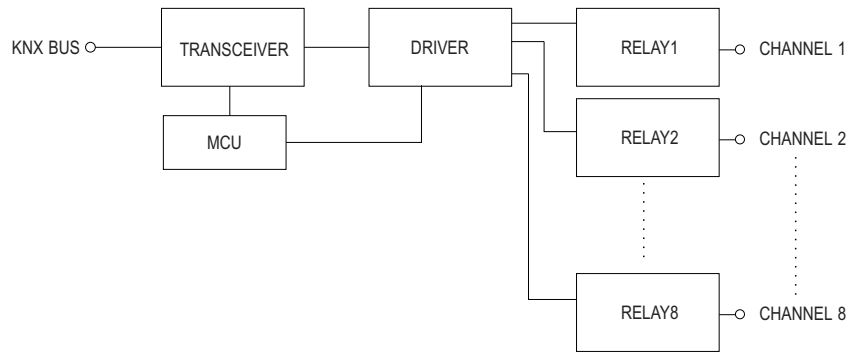 KNX BUS
TRANSCEIVER
DRIVER
RELAY1
CHANNEL 1
MCU
RELAY2
CHANNEL 2
RELAY8
CHANNEL 8